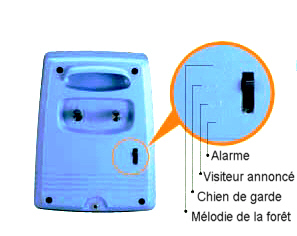 Alarme
Visiteur annoncé
Chien de garde
Mélodie de la forêt